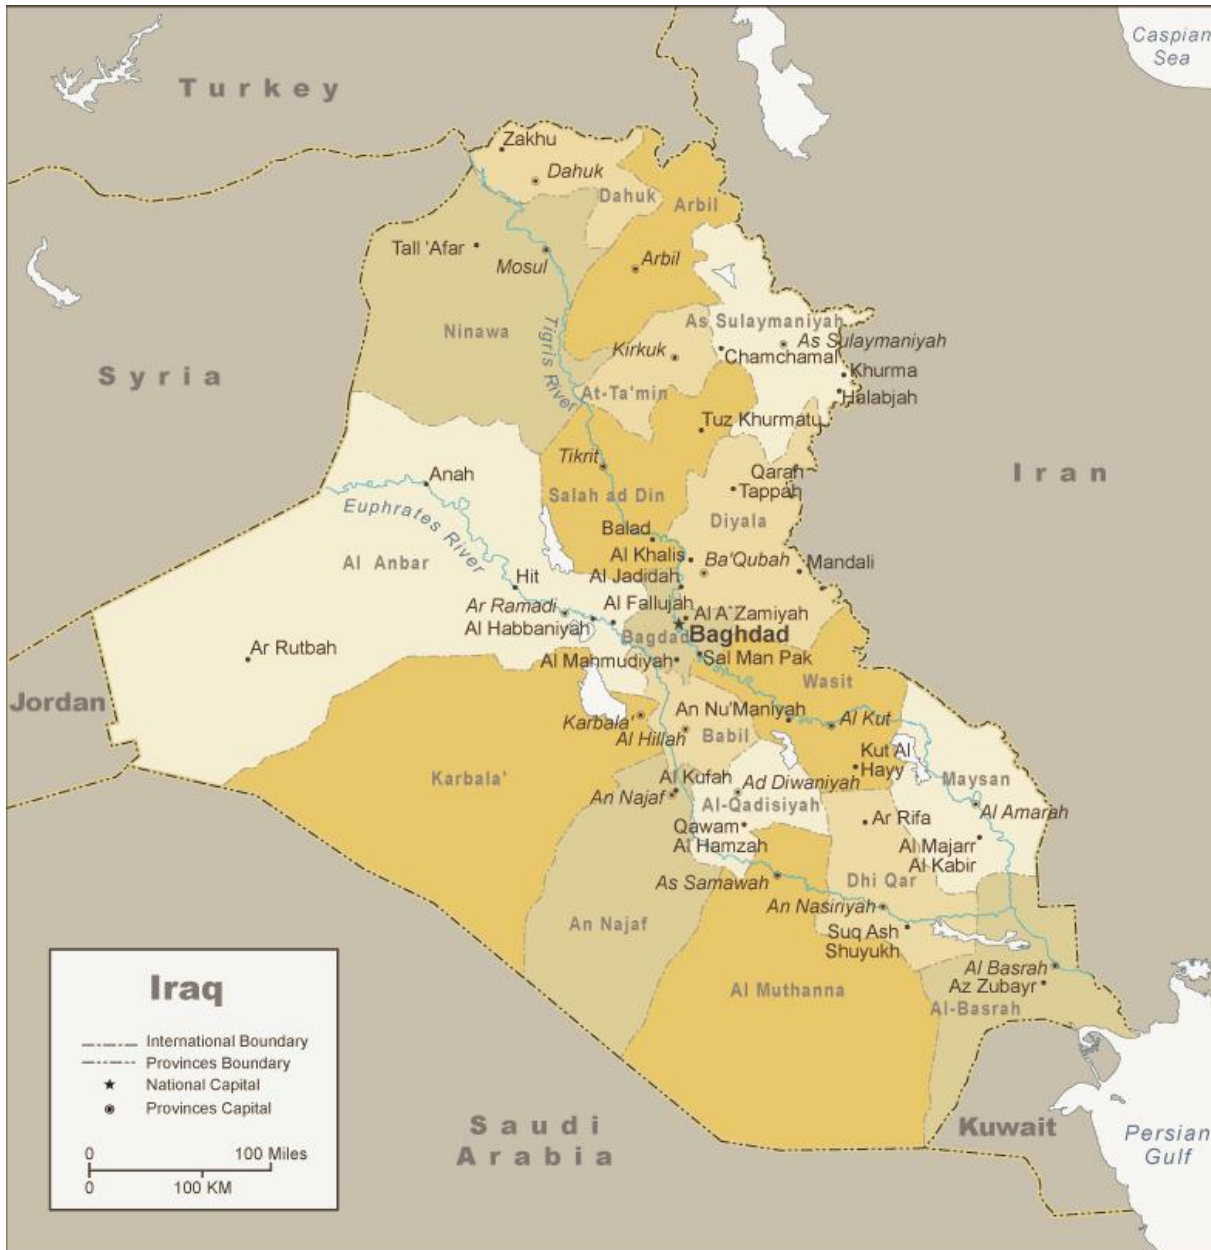 Caspian
Sea
Turkey
Zakhu
Dahuk
Dahuk
Arbil
Tall 'Afar
Mosul
Arbil
Ninawa
Tigris River
As Sulaymaniyah
Kirkuk
As Sulaymaniyah
Chamchamal
Syria
Khurma
At-Ta'min
Halabjah
Tuz Khurmatu
Tikrit
Anah
Qarah
Tappah
Iran
Salah ad Din
Euphrates River
Diyala
Balad
Al Khalis
Ba'Qubah
Mandali
Al Anbar
Hit
Al Jadidah
Ar Ramadi
Al Fallujah
Al A`Zamiyah
Al Habbaniyah
Bagdad
Baghdad
Ar Rutbah
Al Mahmudiyah
Sal Man Pak
Wasit
Jordan
Karbala'
An Nu'Maniyah
Al Kut
Al Hillah
Babil
Kut Al
Hayy
Karbala'
Al Kufah
Ad Diwaniyah
Maysan
An Najaf
Al-Qadisiyah
Al Amarah
Qawam
Al Hamzah
Ar Rifa
Al Majarr
Al Kabir
As Samawah
Dhi Qar
An Nasiriyah
An Najaf
Suq Ash
Shuyukh
Al Basrah
Az Zubayr
Al Muthanna
Al-Basrah
Iraq
International Boundary
Provinces Boundary
National Capital
Provinces Capital
0 100 Miles
0 100 KM
Saudi
Arabia
Kuwait
Persian
Gulf